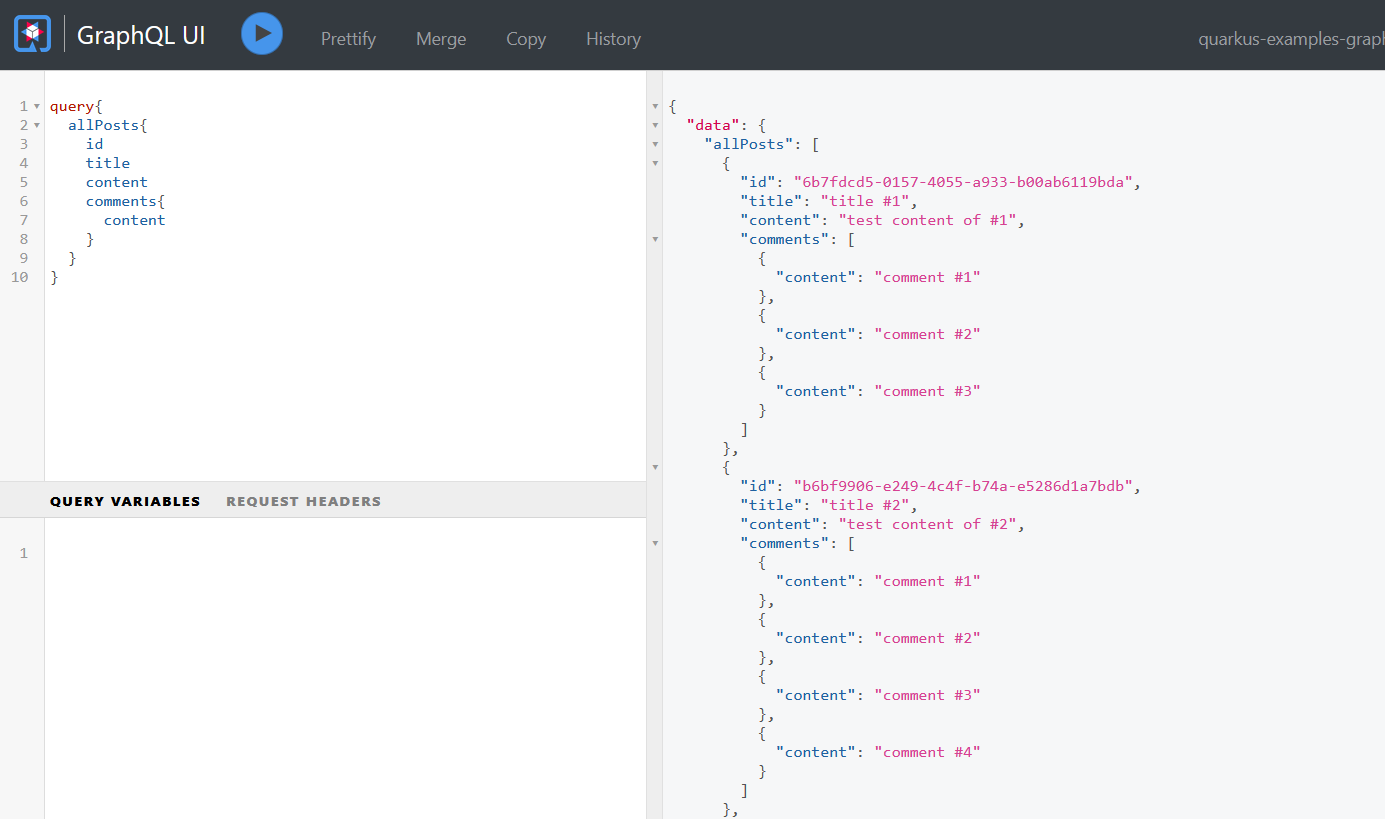 GraphQL UI
Prettify Merge Copy History
quarkus-examples-graph
1 query{
2 allPosts{
3 id
4 title
5 content
6 comments{
7 content
8 }
9 }
10 }
QUERY VARIABLES REQUEST HEADERS
1
{
"data": {
"allPosts": [
{
"id": "6b7fdcd5-0157-4055-a933-b00ab6119bda",
"title": "title #1",
"content": "test content of #1",
"comments": [
{
"content": "comment #1"
},
{
"content": "comment #2"
},
{
"content": "comment #3"
}
]
},
{
"id": "b6bf9906-e249-4c4f-b74a-e5286d1a7bdb",
"title": "title #2",
"content": "test content of #2",
"comments": [
{
"content": "comment #1"
},
{
"content": "comment #2"
},
{
"content": "comment #3"
},
{
"content": "comment #4"
}
]
},